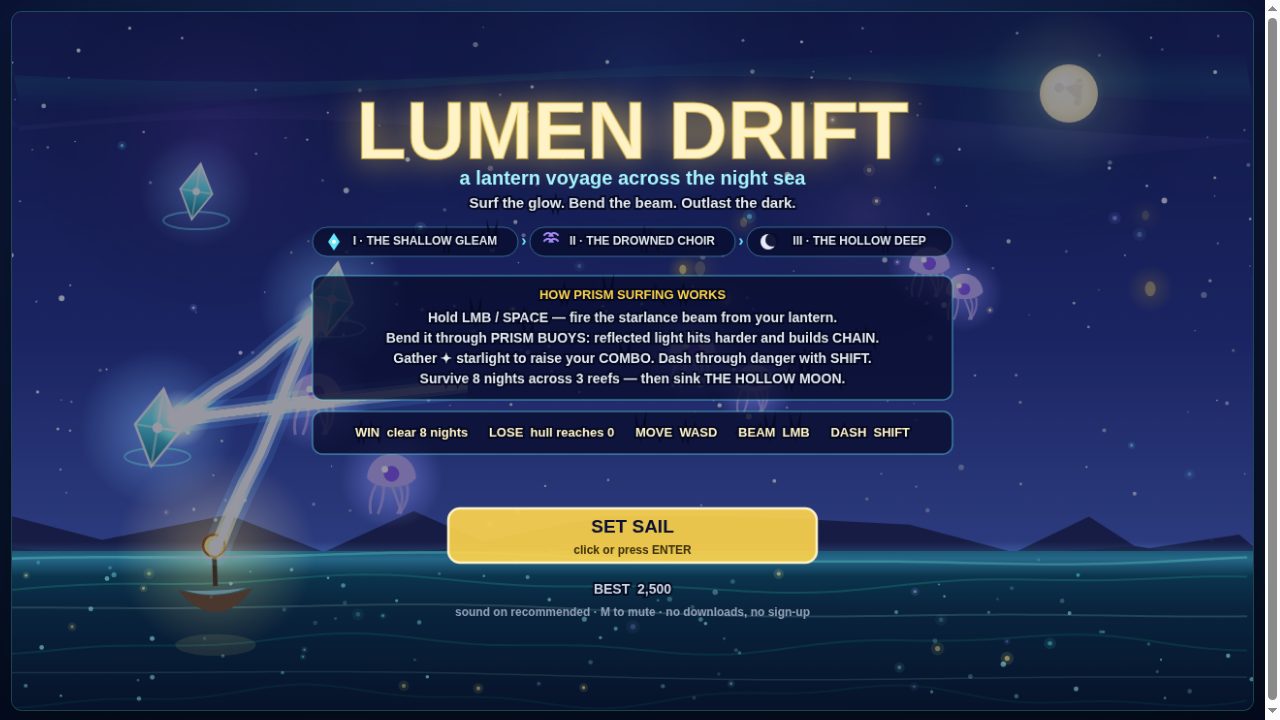 LUMEN DRIFT
a lantern voyage across the night sea
Surf the glow. Bend the beam. Outlast the dark.
I · THE SHALLOW GLEAM › II · THE DROWNED CHOIR › III · THE HOLLOW DEEP
HOW PRISM SURFING WORKS
Hold LMB / SPACE — fire the starlance beam from your lantern.
Bend it through PRISM BUOYS: reflected light hits harder and builds CHAIN.
Gather ✦ starlight to raise your COMBO. Dash through danger with SHIFT.
Survive 8 nights across 3 reefs — then sink THE HOLLOW MOON.
WIN clear 8 nights LOSE hull reaches 0 MOVE WASD BEAM LMB DASH SHIFT
SET SAIL
click or press ENTER
BEST 2,500
sound on recommended · M to mute · no downloads, no sign-up